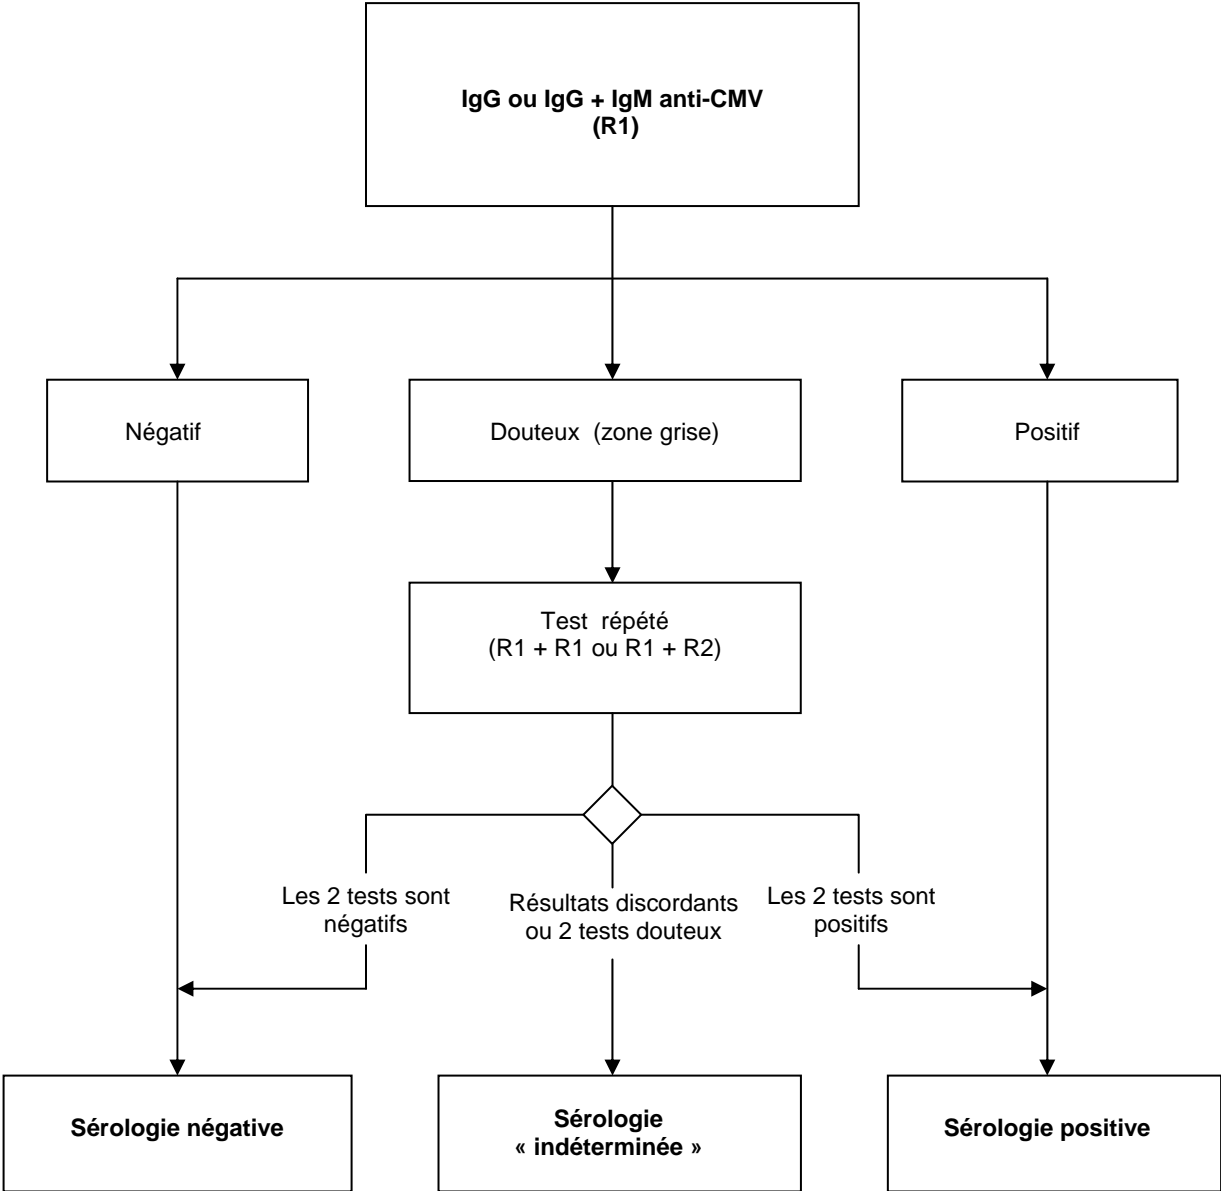 IgG ou IgG + IgM anti-CMV
(R1)
Négatif
Douteux (zone grise)
Positif
Test répété
(R1 + R1 ou R1 + R2)
Les 2 tests sont
négatifs
Résultats discordants
ou 2 tests douteux
Les 2 tests sont
positifs
Sérologie négative
Sérologie
« indéterminée »
Sérologie positive